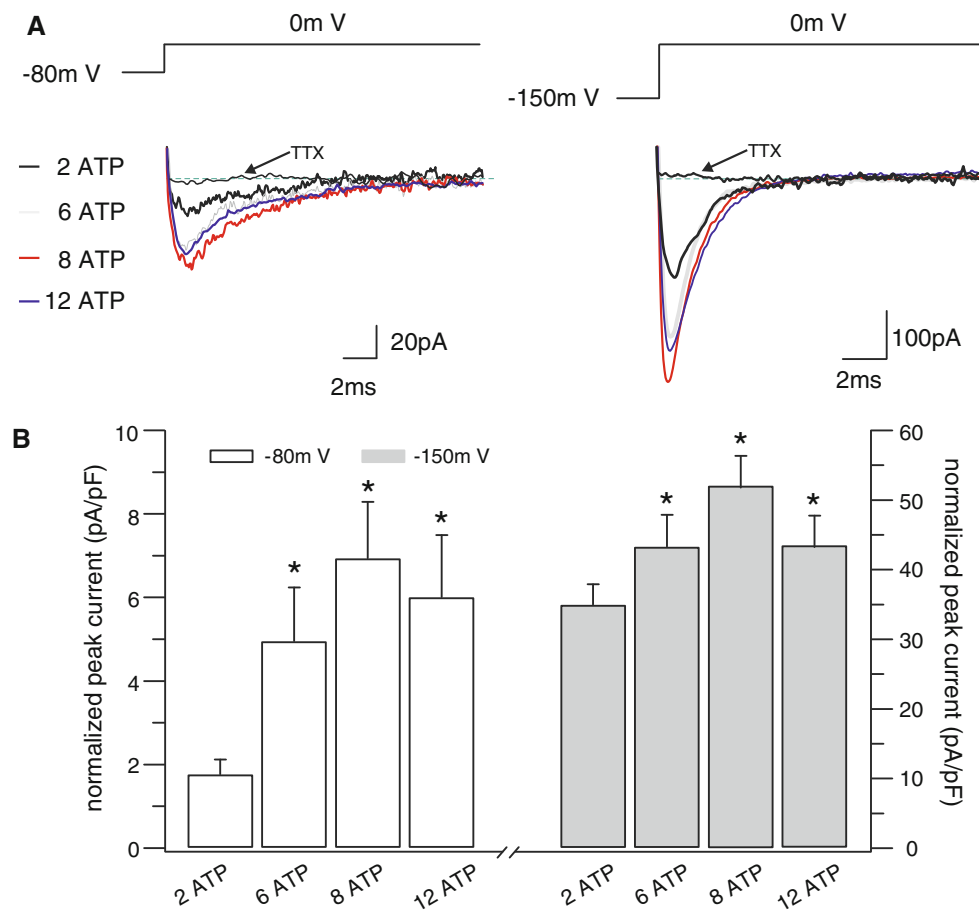 A
0m V
-80m V
0m V
-150m V
2 ATP
6 ATP
8 ATP
12 ATP
TTX
20pA
2ms
TTX
100pA
2ms
B
normalized peak current (pA/pF)
10
8
6
4
2
0
-80m V
-150m V
*
*
*
*
*
*
60
50
40
30
20
10
0
normalized peak current (pA/pF)
2 ATP
6 ATP
8 ATP
12 ATP
2 ATP
6 ATP
8 ATP
12 ATP